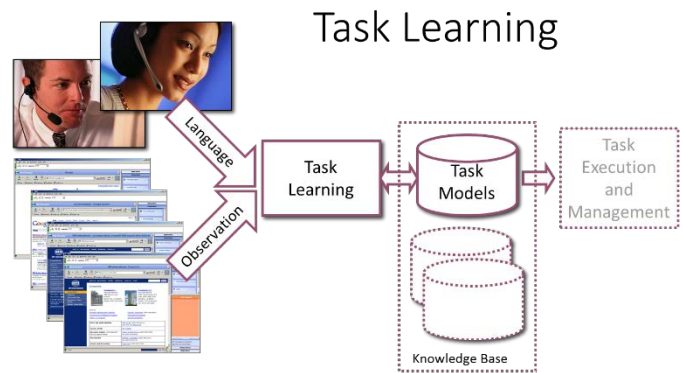 Task Learning
Language
Observation
Task
Learning
Task
Models
Task
Execution
and
Management
Knowledge Base